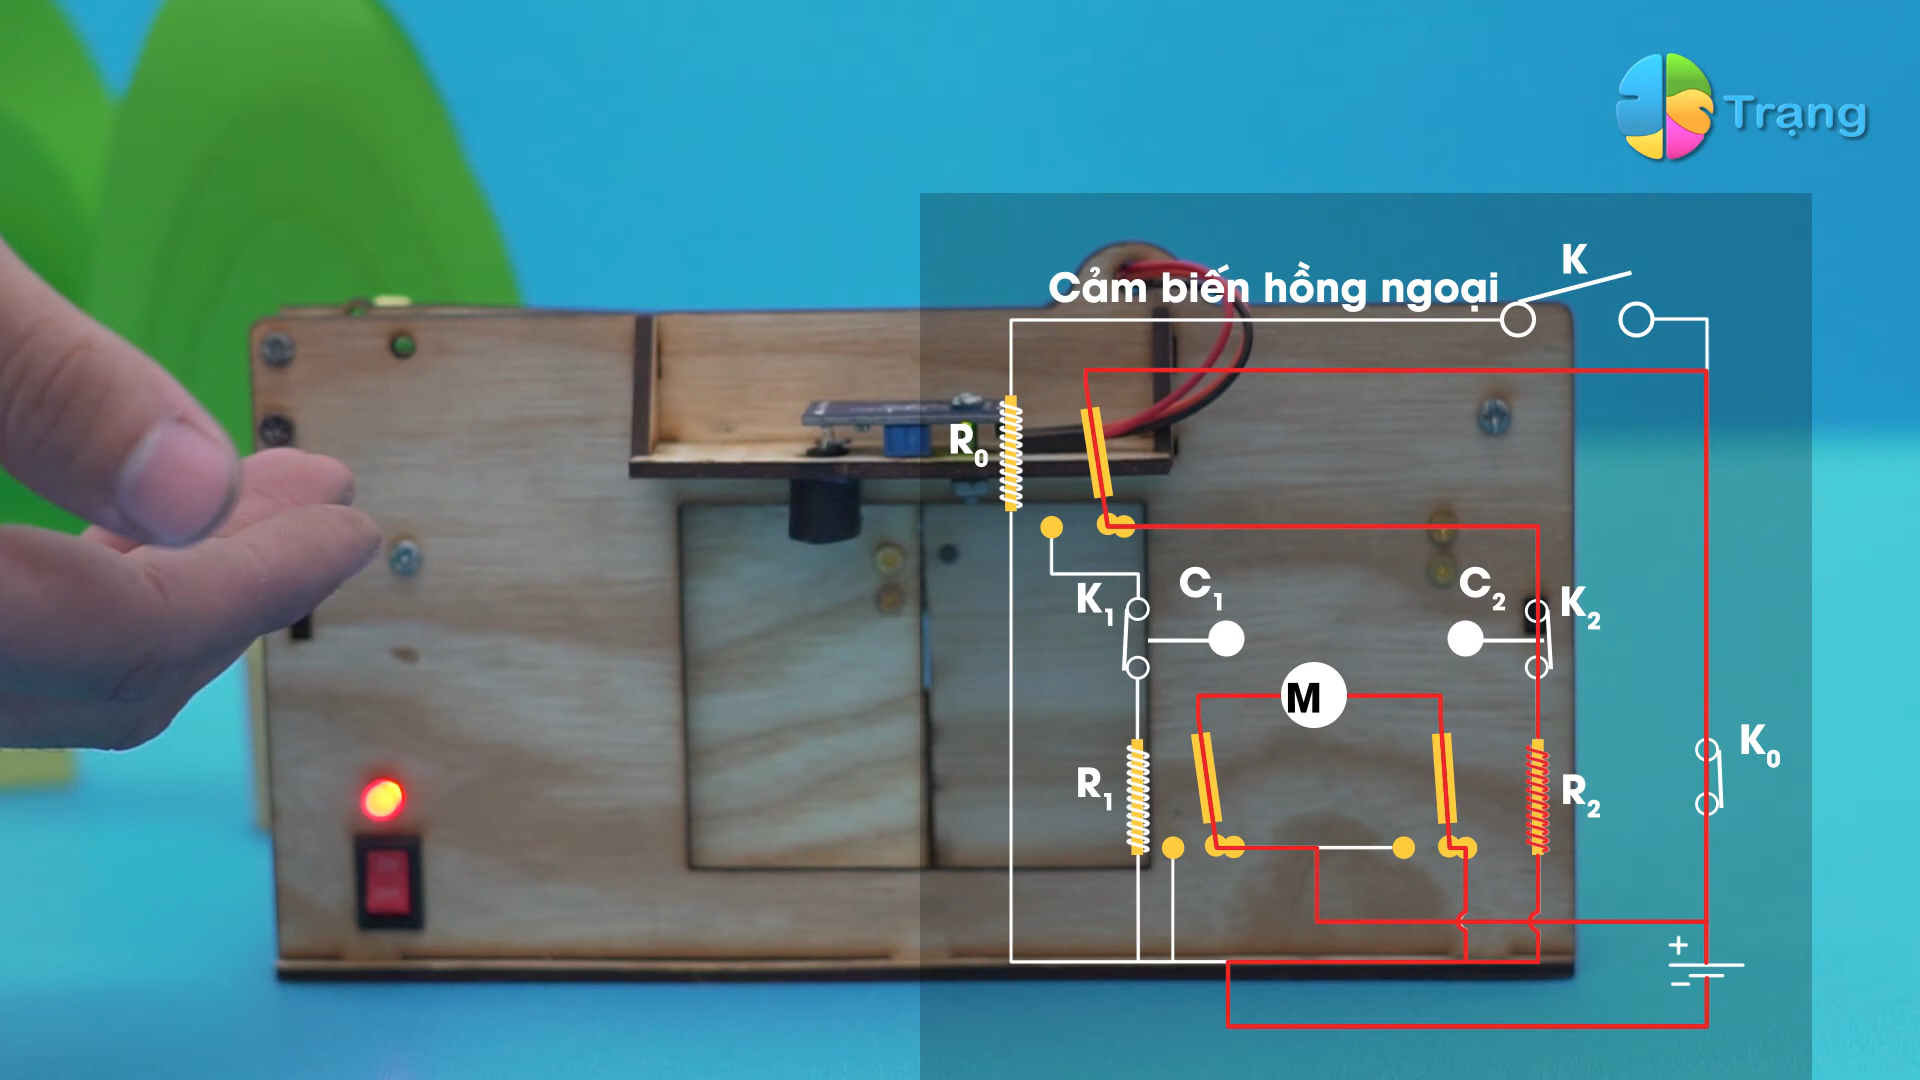 Trạng
K
Cảm biến hồng ngoại
R0
K1
C1
C2
K2
M
K0
R1
R2
+
−